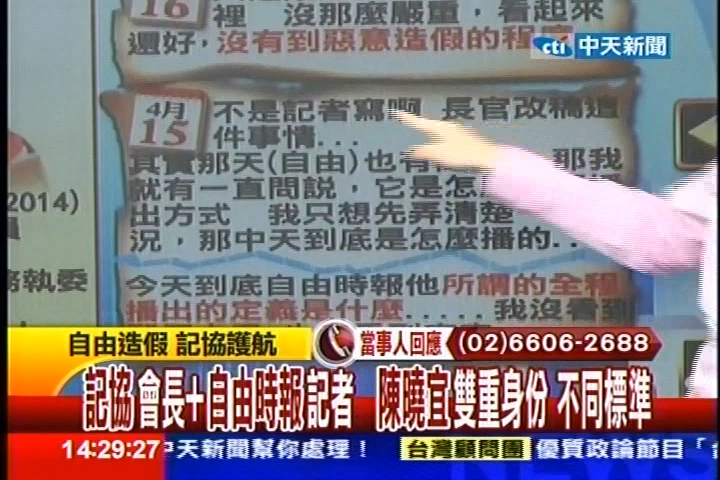 16
裡 沒那麼嚴重，看起來
還好，沒有到惡意造假的程
cti 中天新聞
4月
15
不是記者寫啊 長官改稿這
件事情...
其實那天(自由)也有 那我
就有一直問說，它是怎
出方式 我只想先弄清楚
況，那中天到底是怎麼播的..
2014)
員
務執委
今天到底自由時報他所謂的全程
播出的定義是什麼.....我沒看到
自由造假 記協護航
當事人回應 (02)6606-2688
記協會長+自由時報記者 陳曉宜雙重身份 不同標準
14:29:27 中天新聞幫你處理！ 台灣顧問團 優質政論節目「台